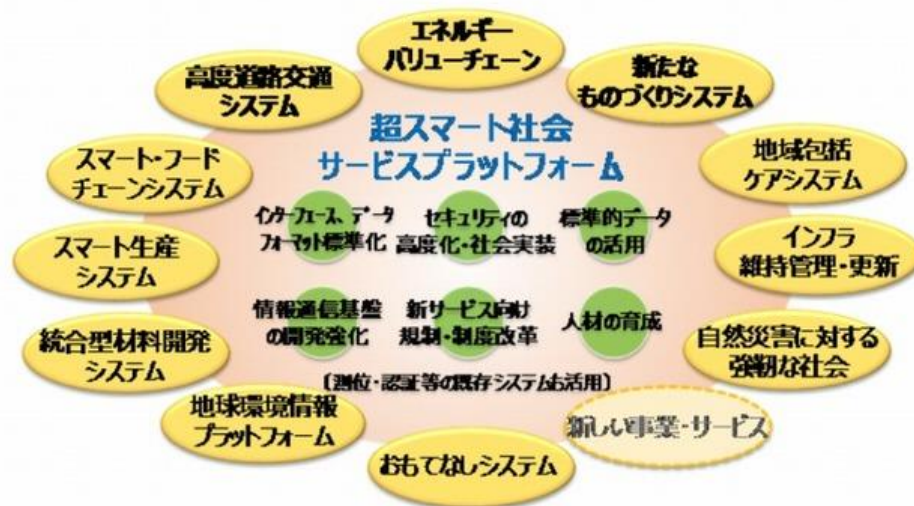 エネルギー
バリューチェーン
高度道路交通
システム
新たな
ものづくりシステム
超スマート社会
サービスプラットフォーム
スマート・フード
チェーンシステム
地域包括
ケアシステム
インターフェース、データ
フォーマット標準化
セキュリティの
高度化・社会実装
標準的データ
の活用
スマート生産
システム
インフラ
維持管理・更新
情報通信基盤
の開発強化
新サービス向け
規制・制度改革
人材の育成
統合型材料開発
システム
自然災害に対する
強靭な社会
〔測位・認証等の既存システムも活用〕
地球環境情報
プラットフォーム
新しい事業・サービス
おもてなしシステム